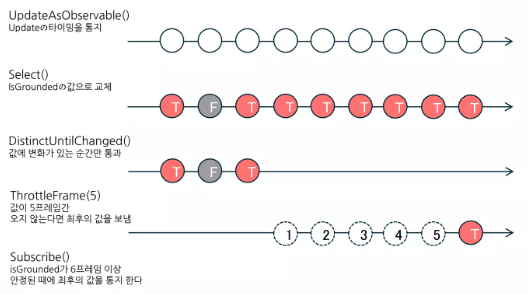 UpdateAsObservable()
Updateの타이밍을 통지
Select()
IsGroundedの값으로 교체
T F T T T T T T T
DistinctUntilChanged()
값에 변화가 있는 순간만 통과
T F T
ThrottleFrame(5)
값이 5프레임간
오지 않는다면 최후의 값을 보냄
1 2 3 4 5 T
Subscribe()
isGrounded가 6프레임 이상
안정된 때에 최후의 값을 통지 한다